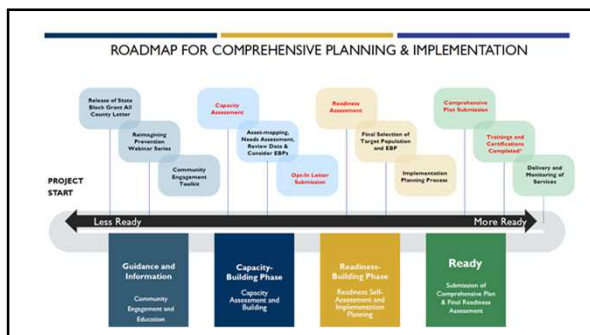 ROADMAP FOR COMPREHENSIVE PLANNING & IMPLEMENTATION
Release of State
Block Grant All
County Letter
Reimagining
Prevention
Webinar Series
Community
Engagement
Toolkit
Capacity
Assessment
Asset-mapping,
Needs Assessment,
Review Data &
Consider EBPs
Opt-In Letter
Submission
Readiness
Assessment
Final Selection of
Target Population
and EBP
Implementation
Planning Process
Comprehensive
Plan Submission
Trainings and
Certifications
Completed*
Delivery and
Monitoring of
Services
PROJECT
START
Less Ready
More Ready
Guidance and
Information
Community
Engagement and
Education
Capacity-
Building Phase
Capacity
Assessment and
Building
Readiness-
Building Phase
Readiness Self-
Assessment and
Implementation
Planning
Ready
Submission of
Comprehensive Plan
& Final Readiness
Assessment